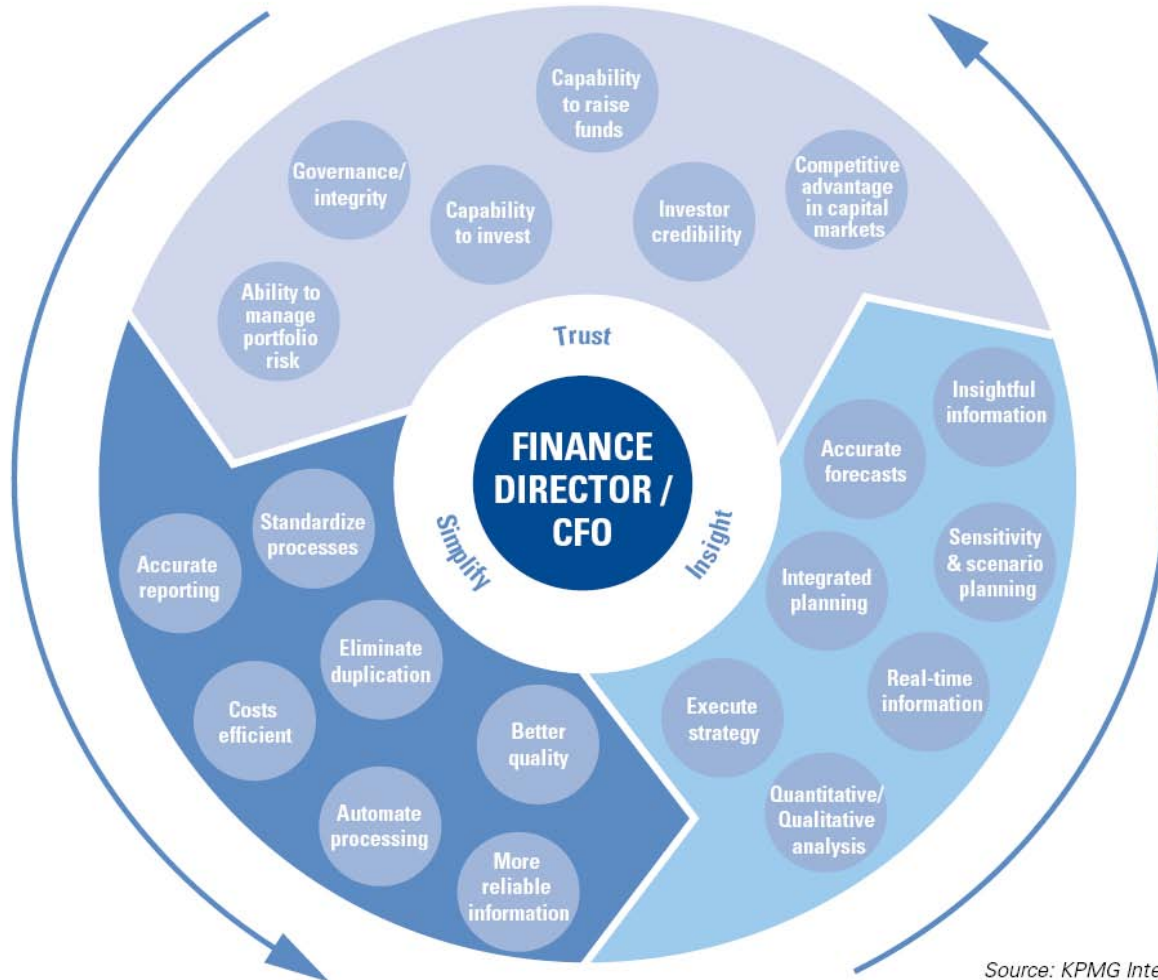 Capability
to raise
funds
Governance/
integrity
Capability
to invest
Investor
credibility
Competitive
advantage
in capital
markets
Ability to
manage
portfolio
risk
Trust
FINANCE
DIRECTOR /
CFO
Simplify
Insight
Insightful
information
Accurate
forecasts
Sensitivity
& scenario
planning
Integrated
planning
Real-time
information
Execute
strategy
Quantitative/
Qualitative
analysis
Standardize
processes
Accurate
reporting
Eliminate
duplication
Costs
efficient
Better
quality
Automate
processing
More
reliable
information
Source: KPMG Inte